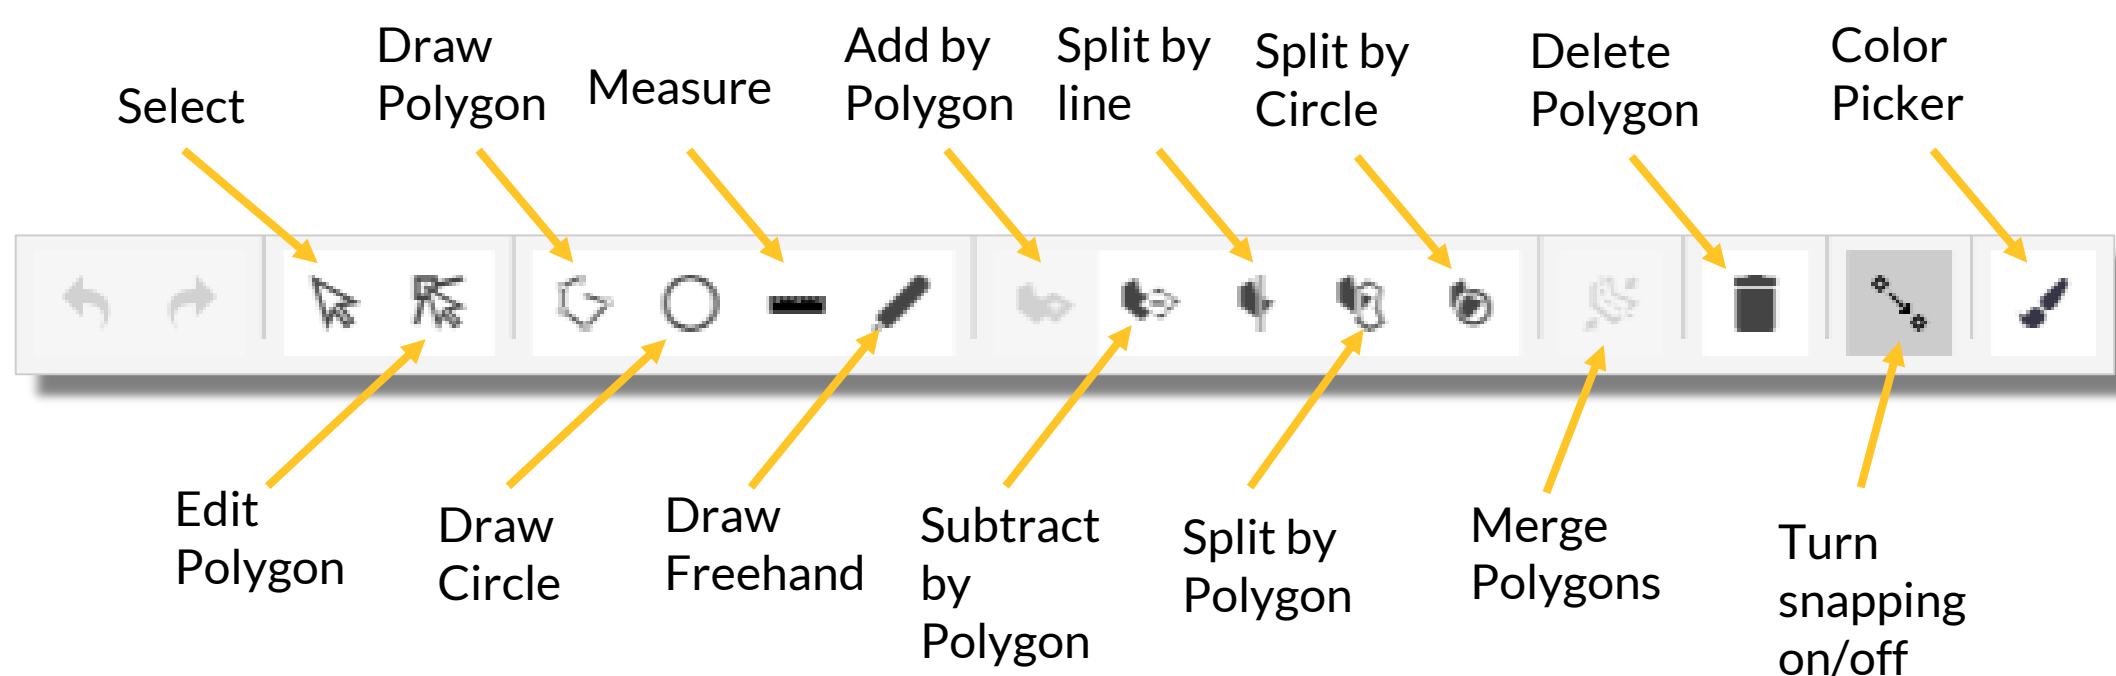 Select
Draw
Polygon
Measure
Add by
Polygon
Split by
line
Split by
Circle
Delete
Polygon
Color
Picker
Edit
Polygon
Draw
Circle
Draw
Freehand
Subtract
by
Polygon
Split by
Polygon
Merge
Polygons
Turn
snapping
on/off